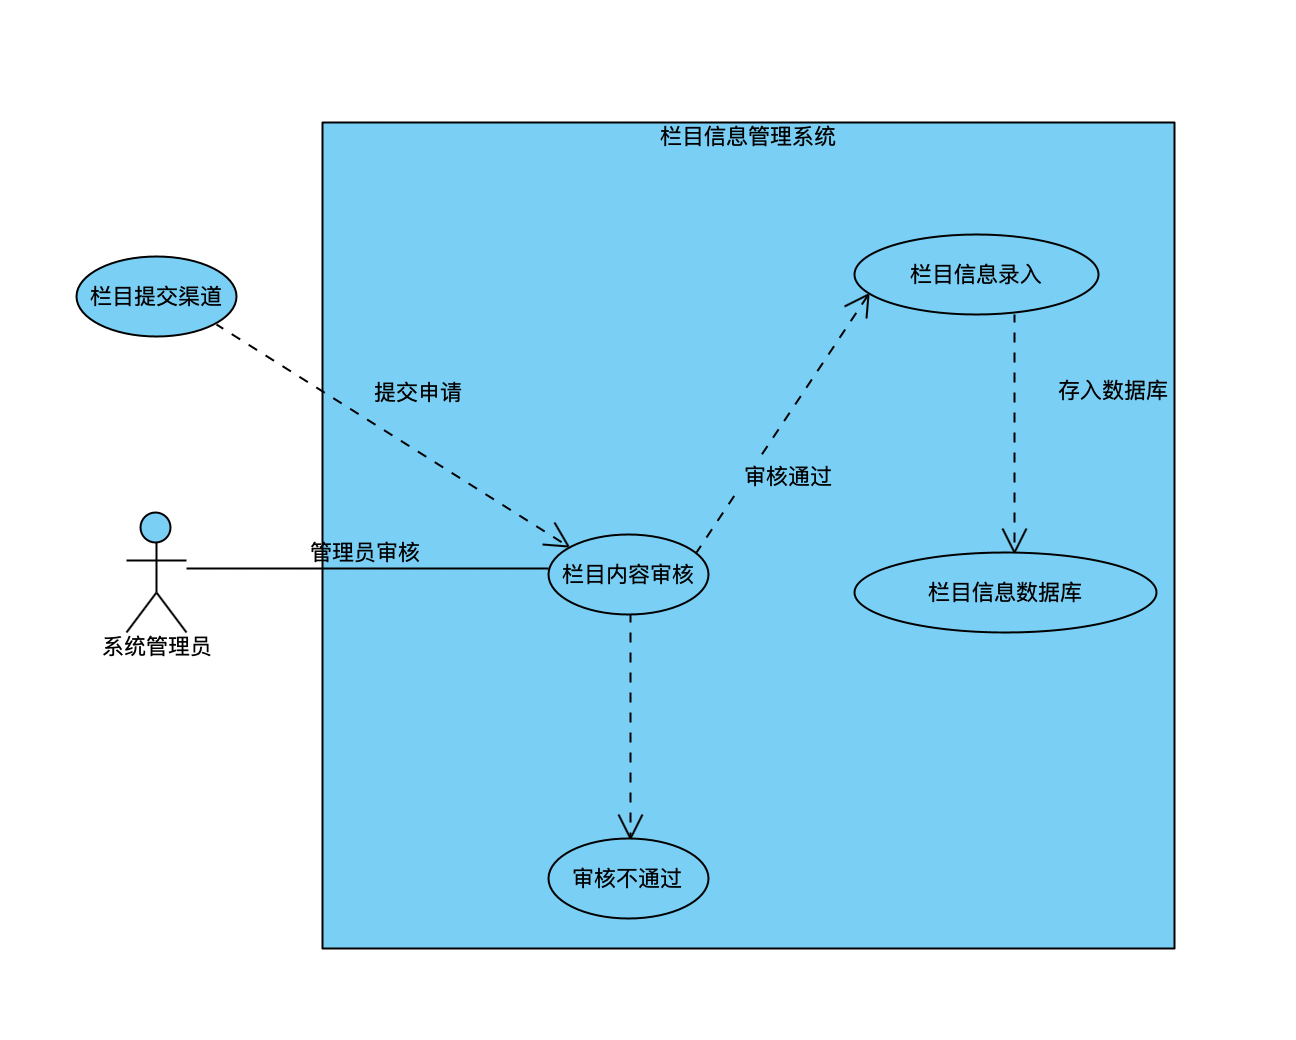 栏目信息管理系统
栏目信息录入
栏目提交渠道
提交申请
存入数据库
审核通过
管理员审核
栏目内容审核
栏目信息数据库
系统管理员
审核不通过